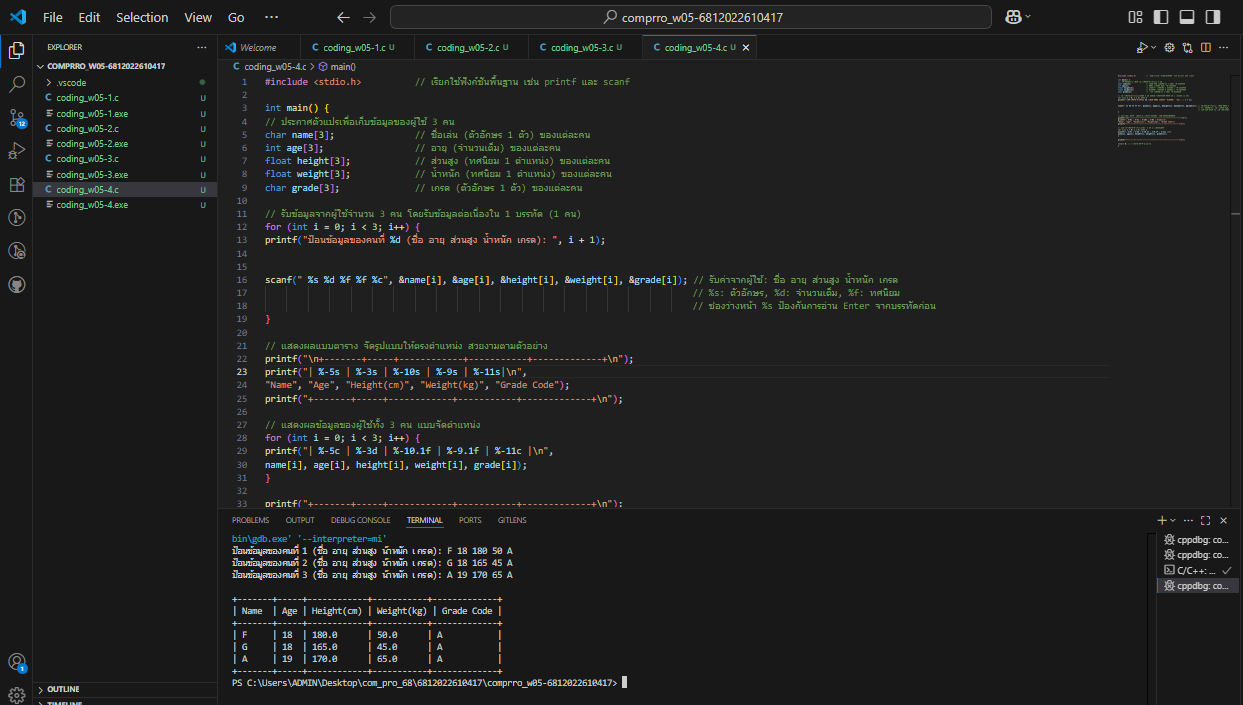 File Edit Selection View Go ···
comprro_w05-6812022610417
EXPLORER ···
COMPRRO_W05-6812022610417
.vscode
C coding_w05-1.c U
coding_w05-1.exe U
C coding_w05-2.c U
coding_w05-2.exe U
C coding_w05-3.c U
coding_w05-3.exe U
C coding_w05-4.c U
coding_w05-4.exe U
OUTLINE
TIMELINE
12
1
Welcome C coding_w05-1.c U C coding_w05-2.c U C coding_w05-3.c U C coding_w05-4.c U
C coding_w05-4.c > main()
1 #include <stdio.h> // เรียกใช้ฟังก์ชันพื้นฐาน เช่น printf และ scanf
2
3 int main() {
4 // ประกาศตัวแปรเพื่อเก็บข้อมูลของผู้ใช้ 3 คน
5 char name[3]; // ชื่อเล่น (ตัวอักษร 1 ตัว) ของแต่ละคน
6 int age[3]; // อายุ (จำนวนเต็ม) ของแต่ละคน
7 float height[3]; // ส่วนสูง (ทศนิยม 1 ตำแหน่ง) ของแต่ละคน
8 float weight[3]; // น้ำหนัก (ทศนิยม 1 ตำแหน่ง) ของแต่ละคน
9 char grade[3]; // เกรด (ตัวอักษร 1 ตัว) ของแต่ละคน
10
11 // รับข้อมูลจากผู้ใช้จำนวน 3 คน โดยรับข้อมูลต่อเนื่องใน 1 บรรทัด (1 คน)
12 for (int i = 0; i < 3; i++) {
13 printf("ป้อนข้อมูลของคนที่ %d (ชื่อ อายุ ส่วนสูง น้ำหนัก เกรด): ", i + 1);
14
15
16 scanf(" %s %d %f %f %c", &name[i], &age[i], &height[i], &weight[i], &grade[i]); // รับค่าจากผู้ใช้: ชื่อ อายุ ส่วนสูง น้ำหนัก เกรด
17 // %s: ตัวอักษร, %d: จำนวนเต็ม, %f: ทศนิยม
18 // ช่องว่างหน้า %s ป้องกันการอ่าน Enter จากบรรทัดก่อน
19 }
20
21 // แสดงผลแบบตาราง จัดรูปแบบให้ตรงตำแหน่ง สวยงามตามตัวอย่าง
22 printf("\n+-------+-----+------------+-----------+-------------+\n");
23 printf("| %-5s | %-3s | %-10s | %-9s | %-11s|\n",
24 "Name", "Age", "Height(cm)", "Weight(kg)", "Grade Code");
25 printf("+-------+-----+------------+-----------+-------------+\n");
26
27 // แสดงผลข้อมูลของผู้ใช้ทั้ง 3 คน แบบจัดตำแหน่ง
28 for (int i = 0; i < 3; i++) {
29 printf("| %-5c | %-3d | %-10.1f | %-9.1f | %-11c |\n",
30 name[i], age[i], height[i], weight[i], grade[i]);
31 }
32
33 printf("+-------+-----+------------+-----------+-------------+\n");
PROBLEMS OUTPUT DEBUG CONSOLE TERMINAL PORTS GITLENS
bin\gdb.exe' '--interpreter=mi'
ป้อนข้อมูลของคนที่ 1 (ชื่อ อายุ ส่วนสูง น้ำหนัก เกรด): F 18 180 50 A
ป้อนข้อมูลของคนที่ 2 (ชื่อ อายุ ส่วนสูง น้ำหนัก เกรด): G 18 165 45 A
ป้อนข้อมูลของคนที่ 3 (ชื่อ อายุ ส่วนสูง น้ำหนัก เกรด): A 19 170 65 A
+-------+-----+------------+-----------+-------------+
| Name | Age | Height(cm) | Weight(kg) | Grade Code |
+-------+-----+------------+-----------+-------------+
| F | 18 | 180.0 | 50.0 | A |
| G | 18 | 165.0 | 45.0 | A |
| A | 19 | 170.0 | 65.0 | A |
+-------+-----+------------+-----------+-------------+
PS C:\Users\ADMIN\Desktop\com_pro_68\6812022610417\comprro_w05-6812022610417>
cppdbg: co...
cppdbg: co...
C/C++: ...
cppdbg: co...